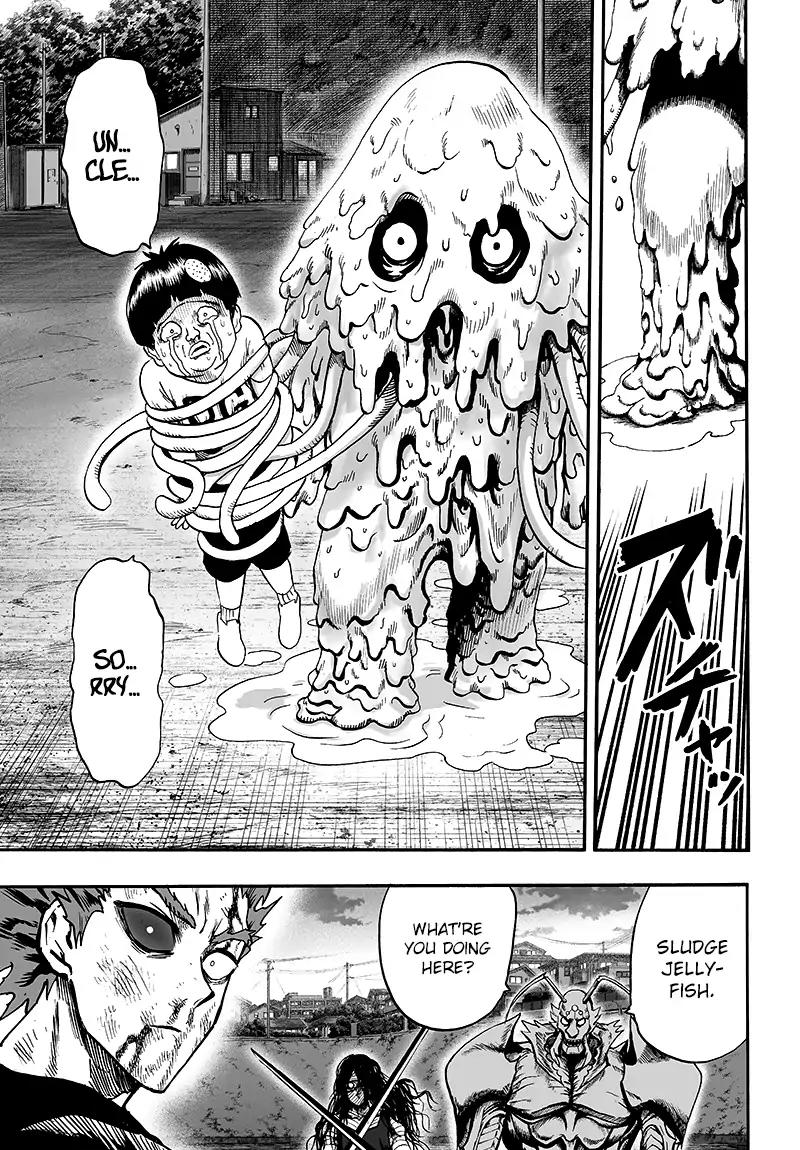 ズチャッ
UN...
CLE...
SO...
RRY...
SLUDGE
JELLY-
FISH.
WHAT'RE
YOU DOING
HERE?